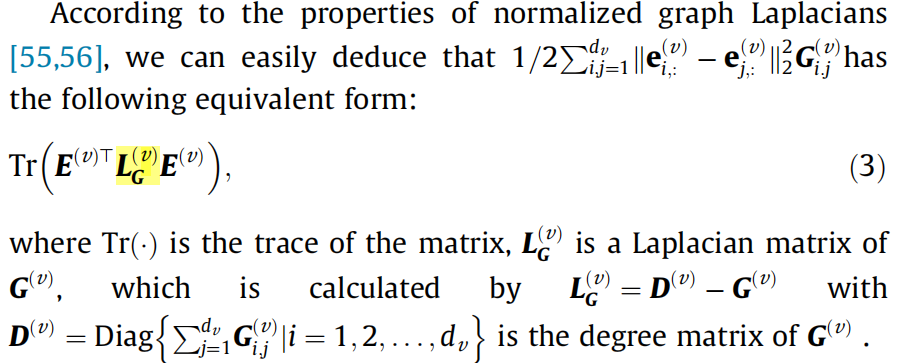 According to the properties of normalized graph Laplacians
[55,56], we can easily deduce that $1/2\sum_{i,j=1}^{d_v}\|\mathbf{e}_{i,:}^{(v)} - \mathbf{e}_{j,:}^{(v)}\|_2^2 \boldsymbol{G}_{i,j}^{(v)}$ has
the following equivalent form:
$\mathrm{Tr}\left(\boldsymbol{E}^{(v)\top}\boldsymbol{L}_{\boldsymbol{G}}^{(v)}\boldsymbol{E}^{(v)}\right),$ (3)
where $\mathrm{Tr}(\cdot)$ is the trace of the matrix, $\boldsymbol{L}_{\boldsymbol{G}}^{(v)}$ is a Laplacian matrix of
$\boldsymbol{G}^{(v)}$, which is calculated by $\boldsymbol{L}_{\boldsymbol{G}}^{(v)} = \boldsymbol{D}^{(v)} - \boldsymbol{G}^{(v)}$ with
$\boldsymbol{D}^{(v)} = \mathrm{Diag}\left\{\sum_{j=1}^{d_v}\boldsymbol{G}_{i,j}^{(v)} | i = 1, 2, \ldots, d_v\right\}$ is the degree matrix of $\boldsymbol{G}^{(v)}$ .